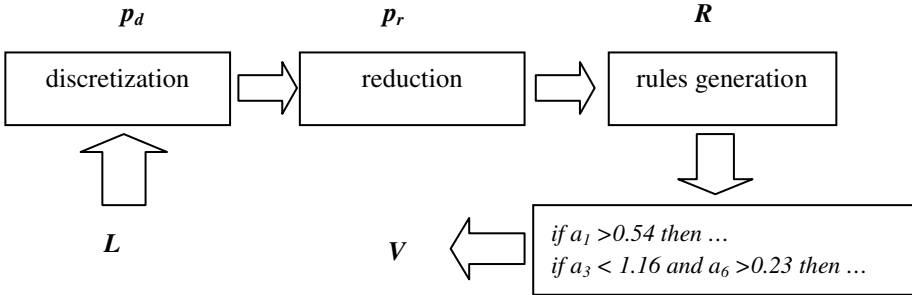 p_d p_r R
discretization reduction rules generation
L V
if a_1 >0.54 then …
if a_3 < 1.16 and a_6 >0.23 then …